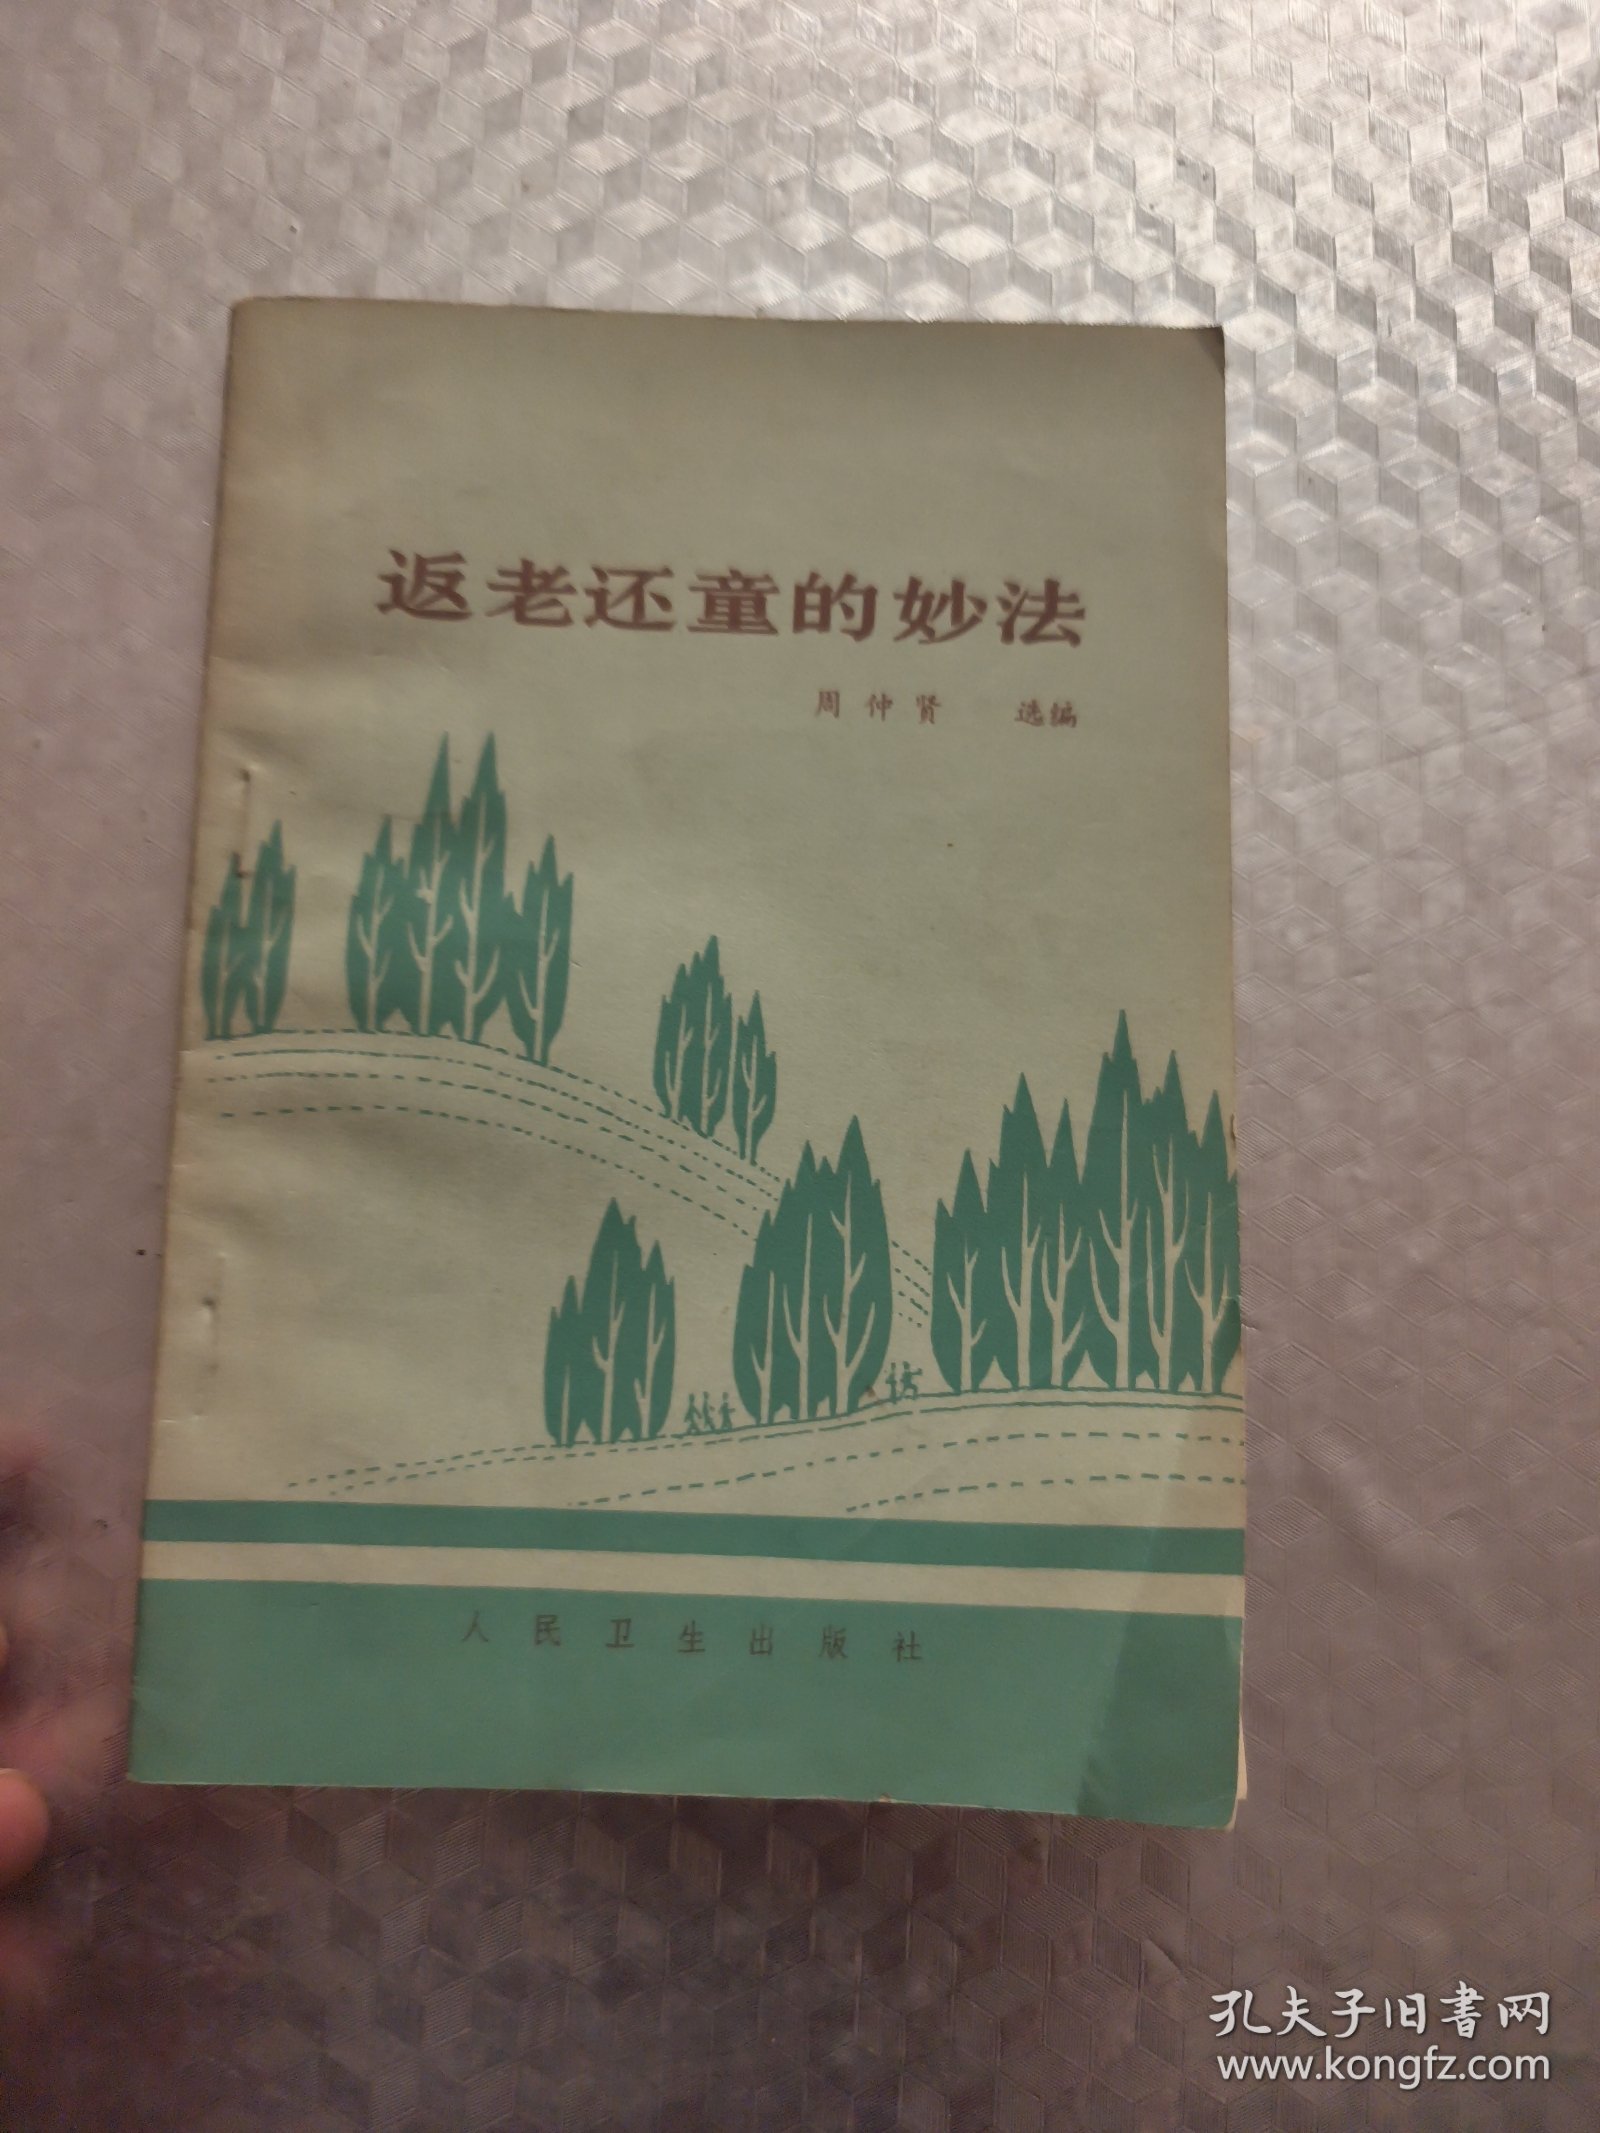 返老还童的妙法
周仲贤 选编
人民卫生出版社
孔夫子旧書网
www.kongfz.com